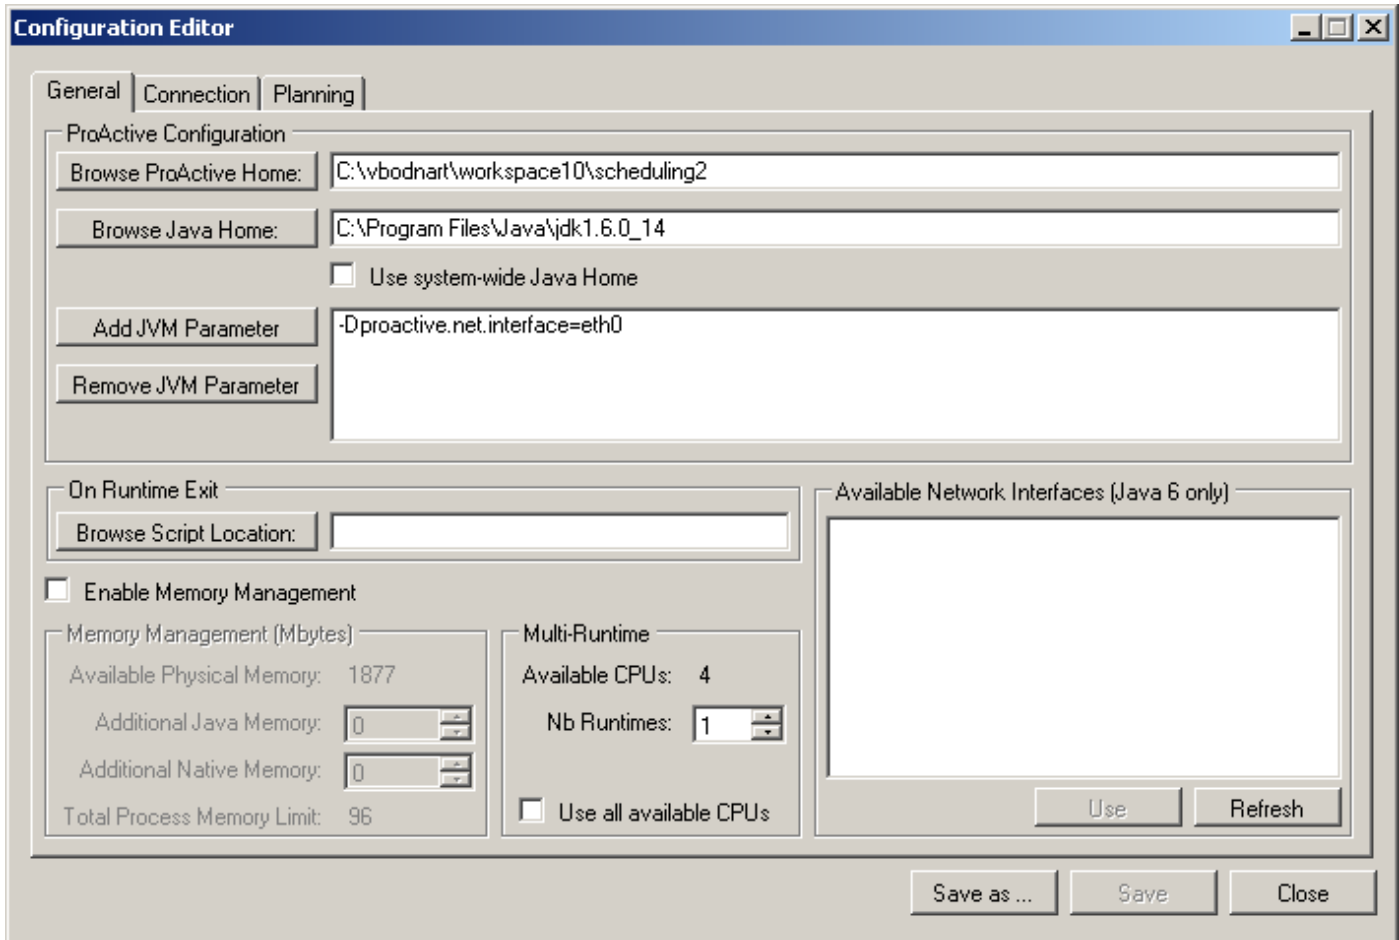 Configuration Editor
General Connection Planning
ProActive Configuration
Browse ProActive Home: C:\vbodnart\workspace10\scheduling2
Browse Java Home: C:\Program Files\Java\jdk1.6.0_14
Use system-wide Java Home
Add JVM Parameter -Dproactive.net.interface=eth0
Remove JVM Parameter
On Runtime Exit
Browse Script Location:
Available Network Interfaces (Java 6 only)
Enable Memory Management
Memory Management (Mbytes)
Available Physical Memory: 1877
Additional Java Memory: 0
Additional Native Memory: 0
Total Process Memory Limit: 96
Multi-Runtime
Available CPUs: 4
Nb Runtimes: 1
Use all available CPUs
Use Refresh
Save as ... Save Close